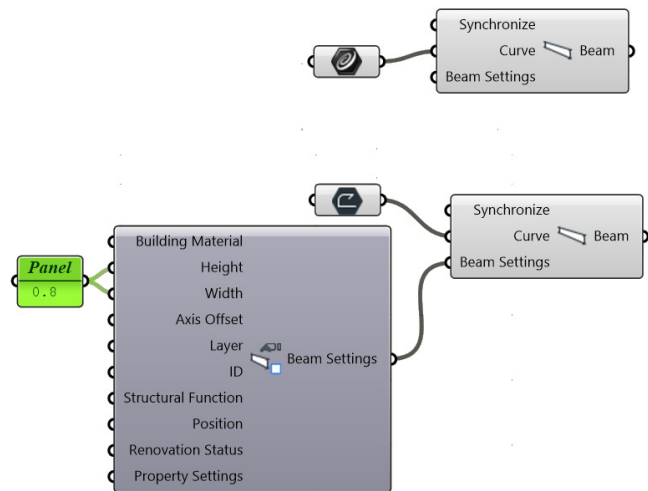 Synchronize
Curve
Beam
Beam Settings
Synchronize
Curve
Beam
Beam Settings
Panel
0.8
Building Material
Height
Width
Axis Offset
Layer
ID
Beam Settings
Structural Function
Position
Renovation Status
Property Settings